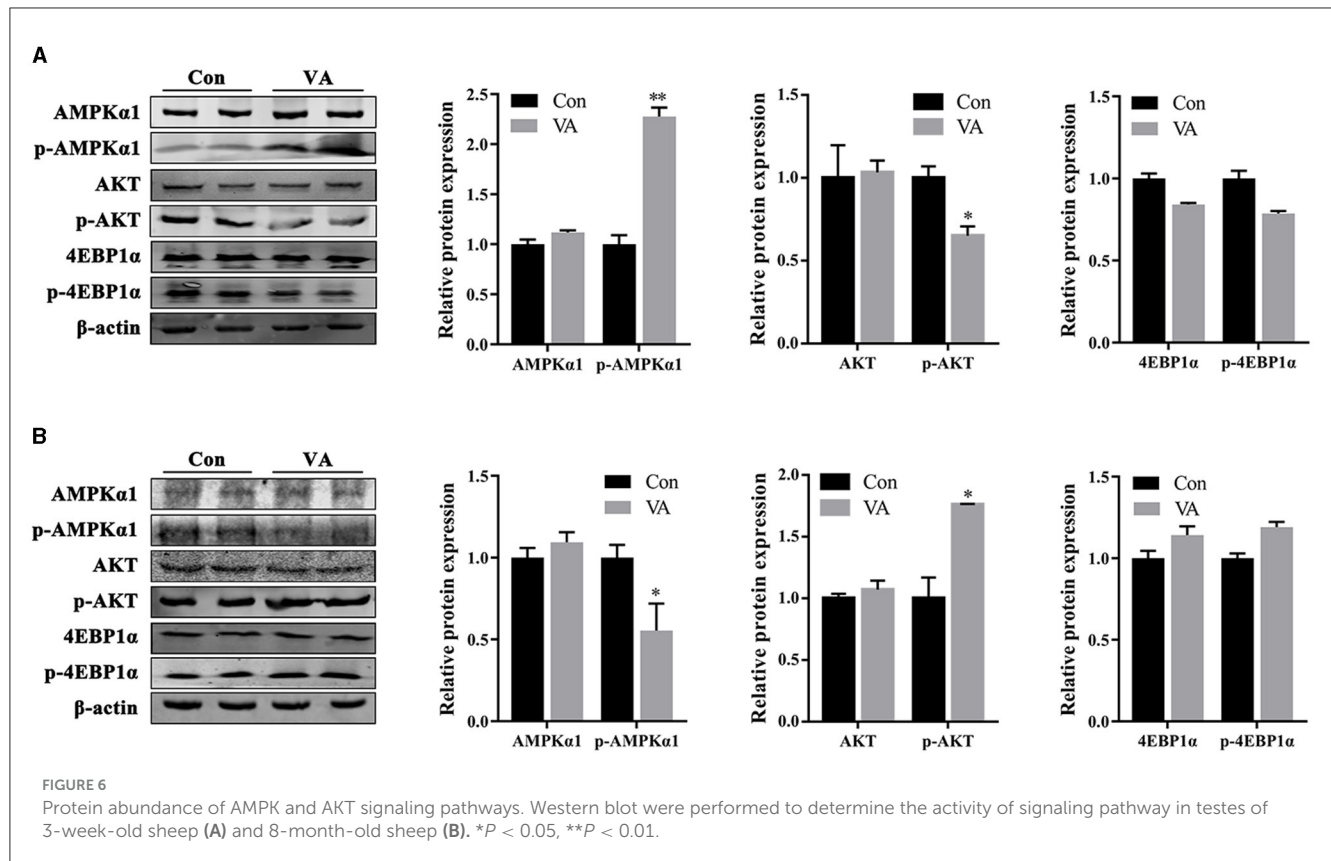 A
Con VA
AMPKα1
p-AMPKα1
AKT
p-AKT
4EBP1α
p-4EBP1α
β-actin
Relative protein expression
2.5
2.0
1.5
1.0
0.5
0.0
Con
VA
**
AMPKα1 p-AMPKα1
Relative protein expression
1.5
1.0
0.5
0.0
Con
VA
*
AKT p-AKT
Relative protein expression
1.5
1.0
0.5
0.0
Con
VA
4EBP1α p-4EBP1α
B
Con VA
AMPKα1
p-AMPKα1
AKT
p-AKT
4EBP1α
p-4EBP1α
β-actin
Relative protein expression
1.5
1.0
0.5
0.0
Con
VA
*
AMPKα1 p-AMPKα1
Relative protein expression
2.0
1.5
1.0
0.5
0.0
Con
VA
*
AKT p-AKT
Relative protein expression
1.5
1.0
0.5
0.0
Con
VA
4EBP1α p-4EBP1α
FIGURE 6
Protein abundance of AMPK and AKT signaling pathways. Western blot were performed to determine the activity of signaling pathway in testes of
3-week-old sheep (A) and 8-month-old sheep (B). *P < 0.05, **P < 0.01.